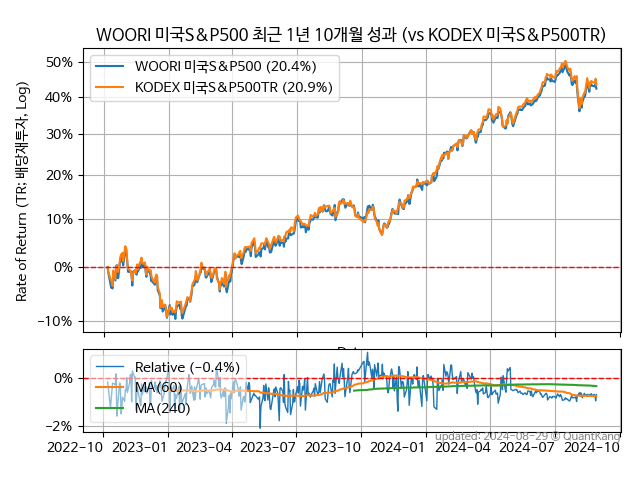 WOORI 미국S&P500 최근 1년 10개월 성과 (vs KODEX 미국S&P500TR)
50%
40%
30%
20%
10%
0%
−10%
Rate of Return (TR: 배당재투자, Log)
WOORI 미국S&P500 (20.4%)
KODEX 미국S&P500TR (20.9%)
0%
−2%
Relative (−0.4%)
MA(60)
MA(240)
updated: 2024-08-29 © QuantKang
2022-10 2023-01 2023-04 2023-07 2023-10 2024-01 2024-04 2024-07 2024-10